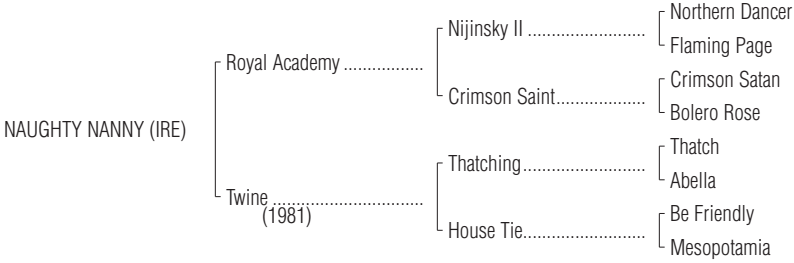 Northern Dancer
Nijinsky II ..........................
Flaming Page
Royal Academy .................
Crimson Satan
Crimson Saint...................
Bolero Rose
NAUGHTY NANNY (IRE)
Thatch
Thatching..........................
Abella
Twine ................................
(1981)
Be Friendly
House Tie..........................
Mesopotamia